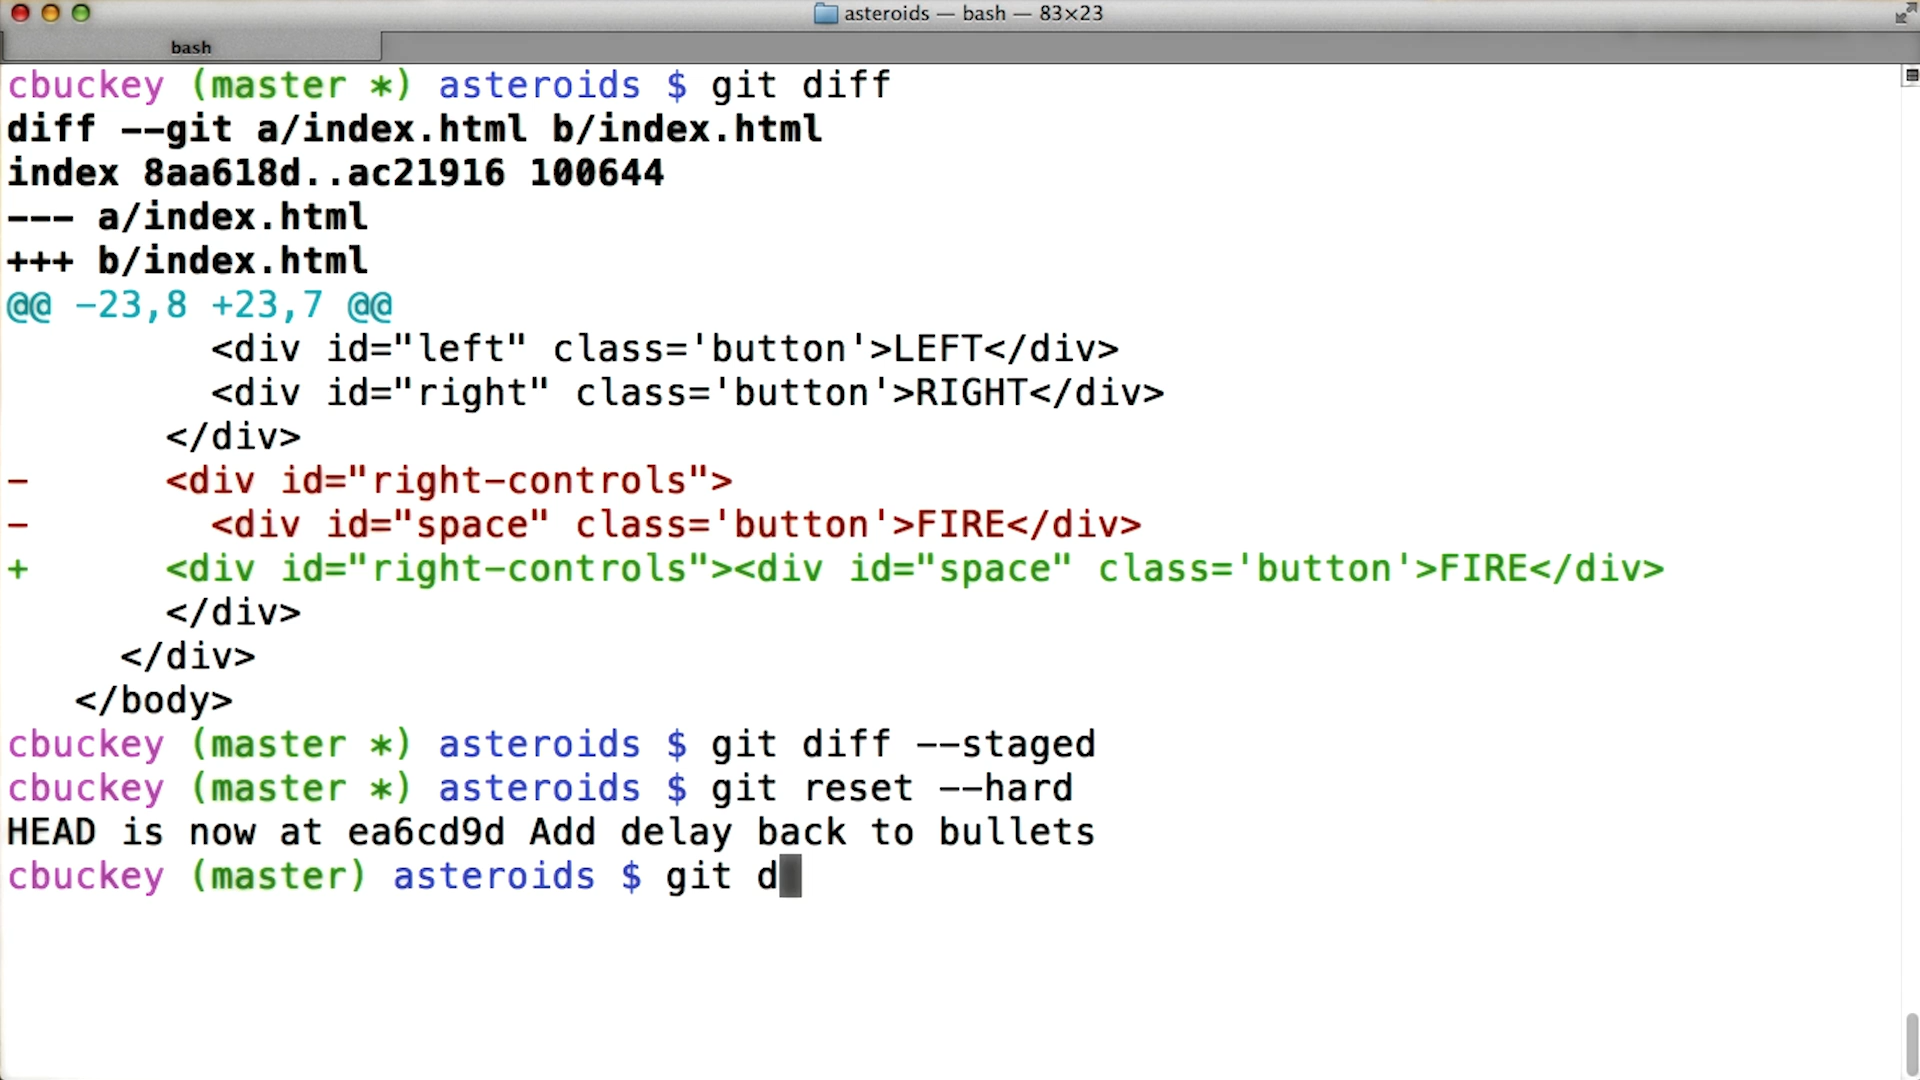 asteroids — bash — 83×23
bash
cbuckey (master *) asteroids $ git diff
diff --git a/index.html b/index.html
index 8aa618d..ac21916 100644
--- a/index.html
+++ b/index.html
@@ -23,8 +23,7 @@
         <div id="left" class='button'>LEFT</div>
         <div id="right" class='button'>RIGHT</div>
       </div>
-      <div id="right-controls">
-        <div id="space" class='button'>FIRE</div>
+      <div id="right-controls"><div id="space" class='button'>FIRE</div>
       </div>
     </div>
   </body>
cbuckey (master *) asteroids $ git diff --staged
cbuckey (master *) asteroids $ git reset --hard
HEAD is now at ea6cd9d Add delay back to bullets
cbuckey (master) asteroids $ git d